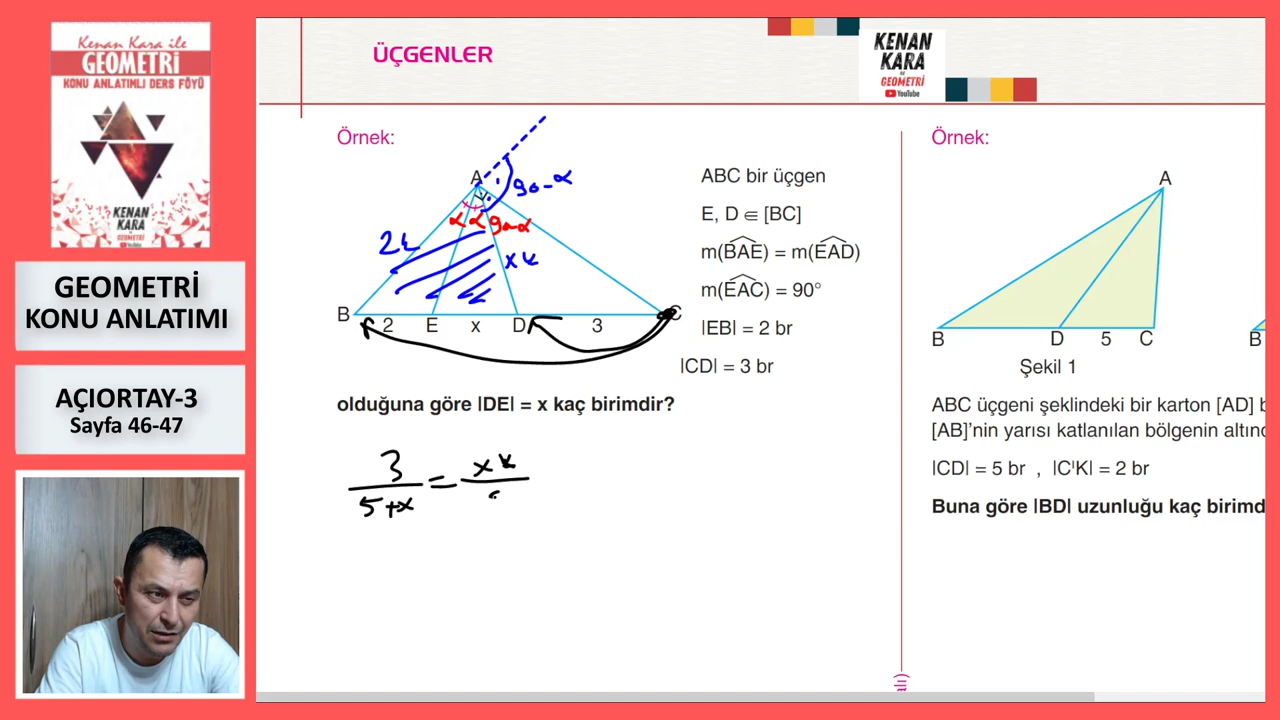 Kenan Kara ile
GEOMETRİ
KONU ANLATIMLI DERS FÖYÜ
KENAN
KARA
ile
GEOMETRİ
YouTube
GEOMETRİ
KONU ANLATIMI
AÇIORTAY-3
Sayfa 46-47
ÜÇGENLER
KENAN
KARA
ile
GEOMETRİ
YouTube
Örnek:
A
90-α
α α 90-α
2k
xk
B 2 E x D 3 C
ABC bir üçgen
E, D ∈ [BC]
m(BAE) = m(EAD)
m(EAC) = 90°
|EB| = 2 br
|CD| = 3 br
olduğuna göre |DE| = x kaç birimdir?
3/(5+x) = xk/
Örnek:
A
B D 5 C
Şekil 1
B
ABC üçgeni şeklindeki bir karton [AD] b
[AB]'nin yarısı katlanılan bölgenin altınd
|CD| = 5 br , |C'K| = 2 br
Buna göre |BD| uzunluğu kaç birimd